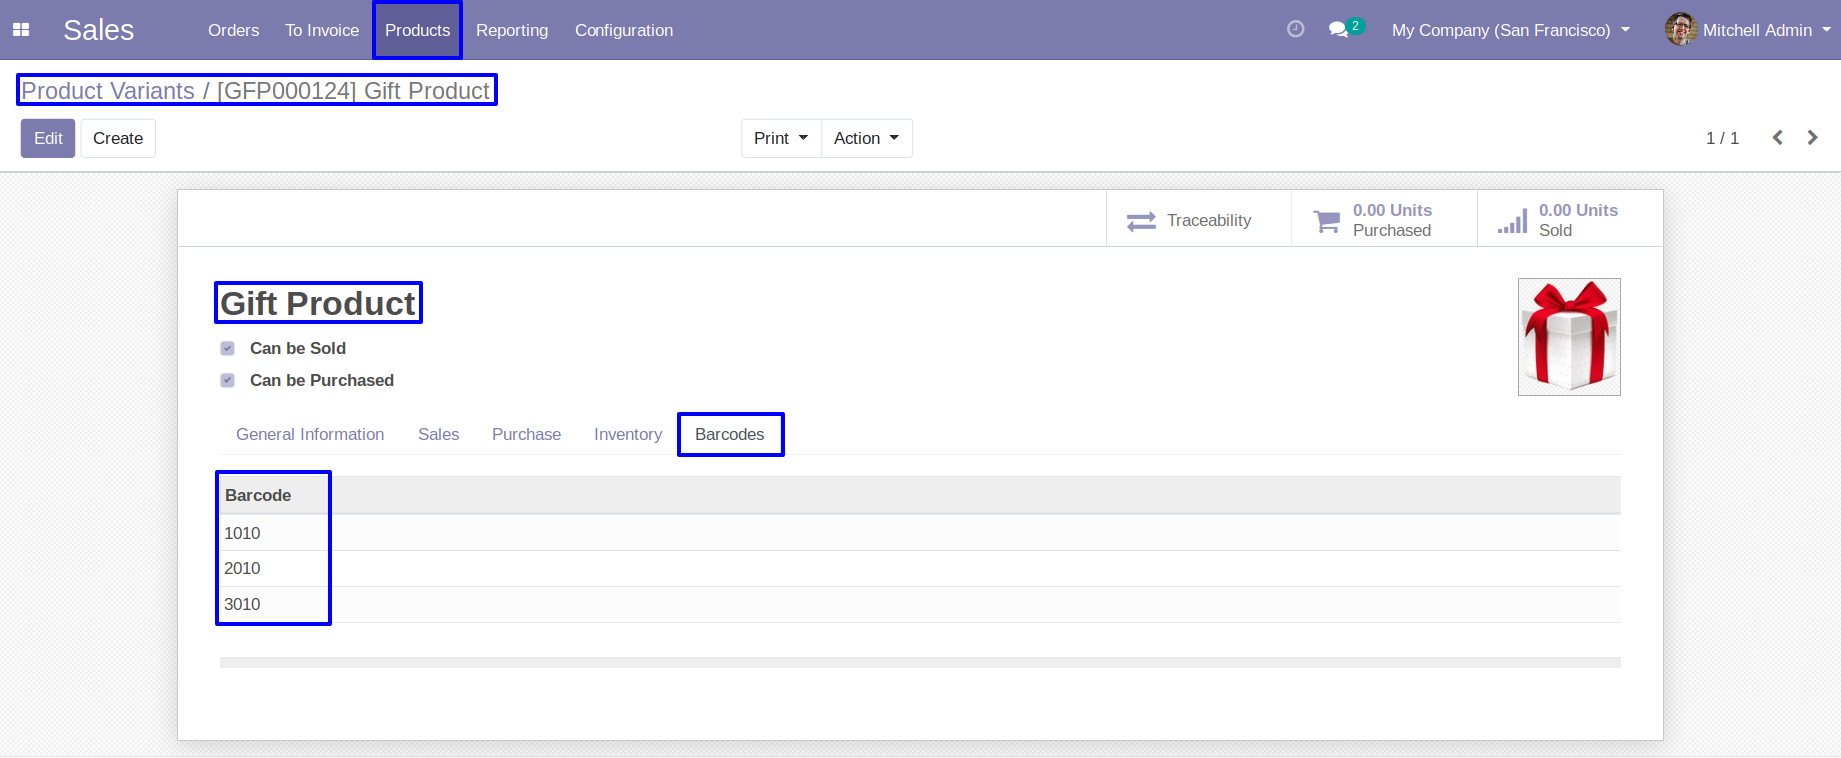 Sales Orders To Invoice Products Reporting Configuration 2 My Company (San Francisco) Mitchell Admin
Product Variants / [GFP000124] Gift Product
Edit Create Print Action 1 / 1
Traceability
0.00 Units
Purchased
0.00 Units
Sold
Gift Product
Can be Sold
Can be Purchased
General Information Sales Purchase Inventory Barcodes
Barcode
1010
2010
3010